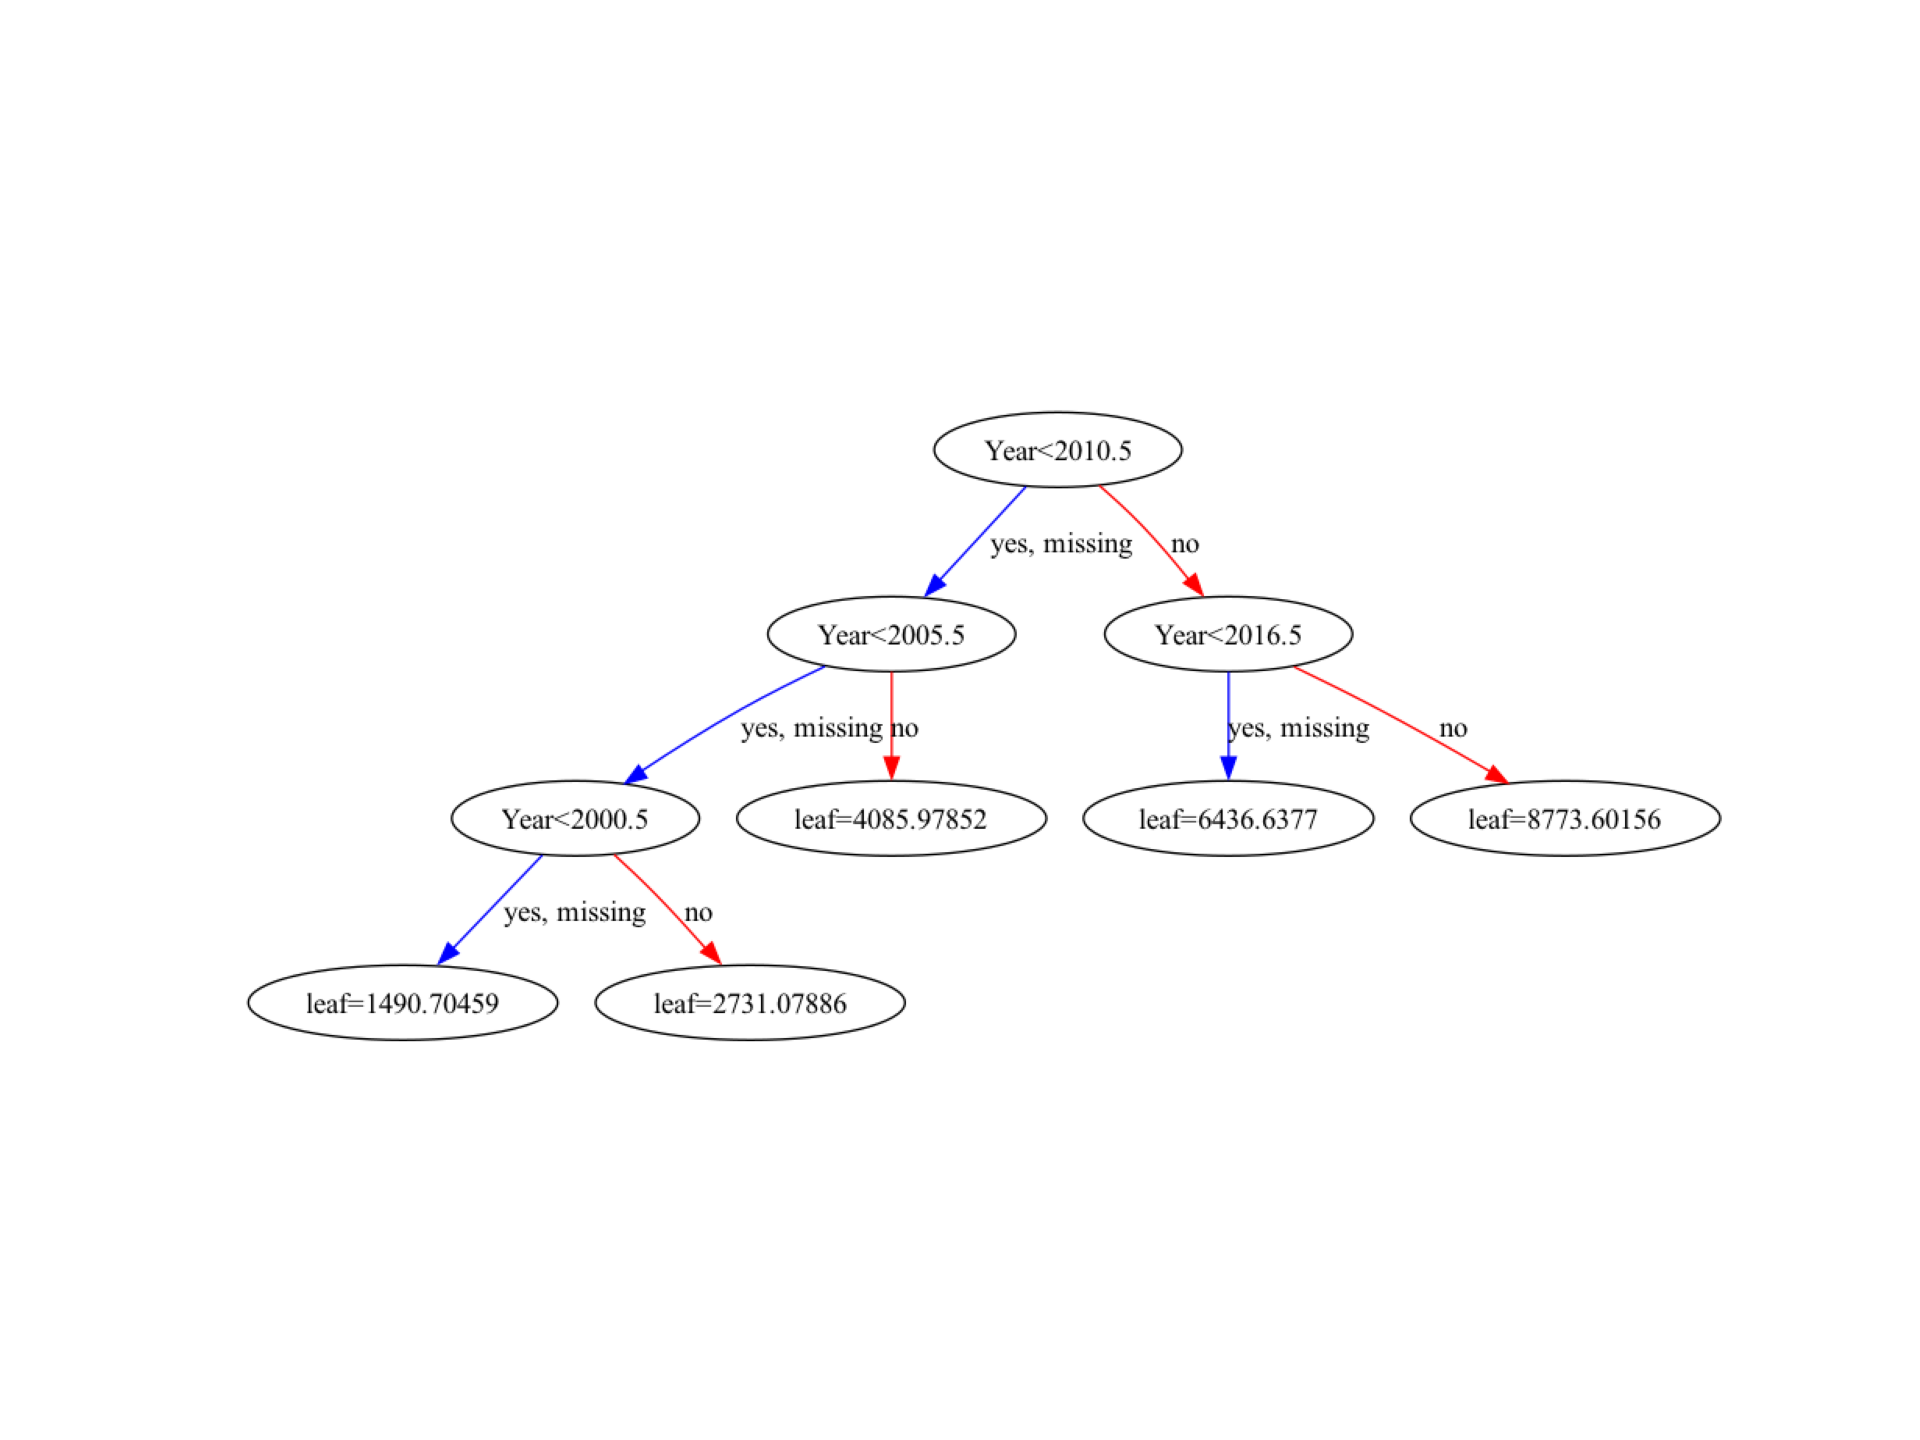 Year<2010.5
yes, missing
no
Year<2005.5
Year<2016.5
yes, missing
no
yes, missing
no
Year<2000.5
leaf=4085.97852
leaf=6436.6377
leaf=8773.60156
yes, missing
no
leaf=1490.70459
leaf=2731.07886